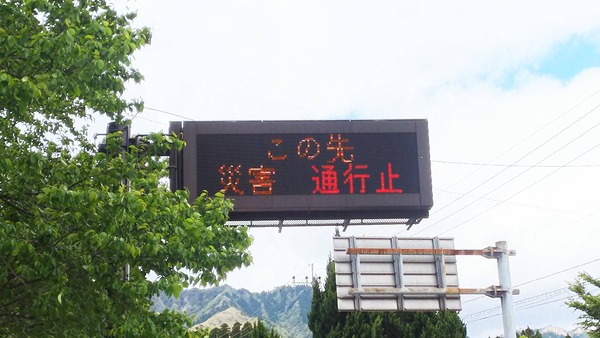 この先
災害 通行止